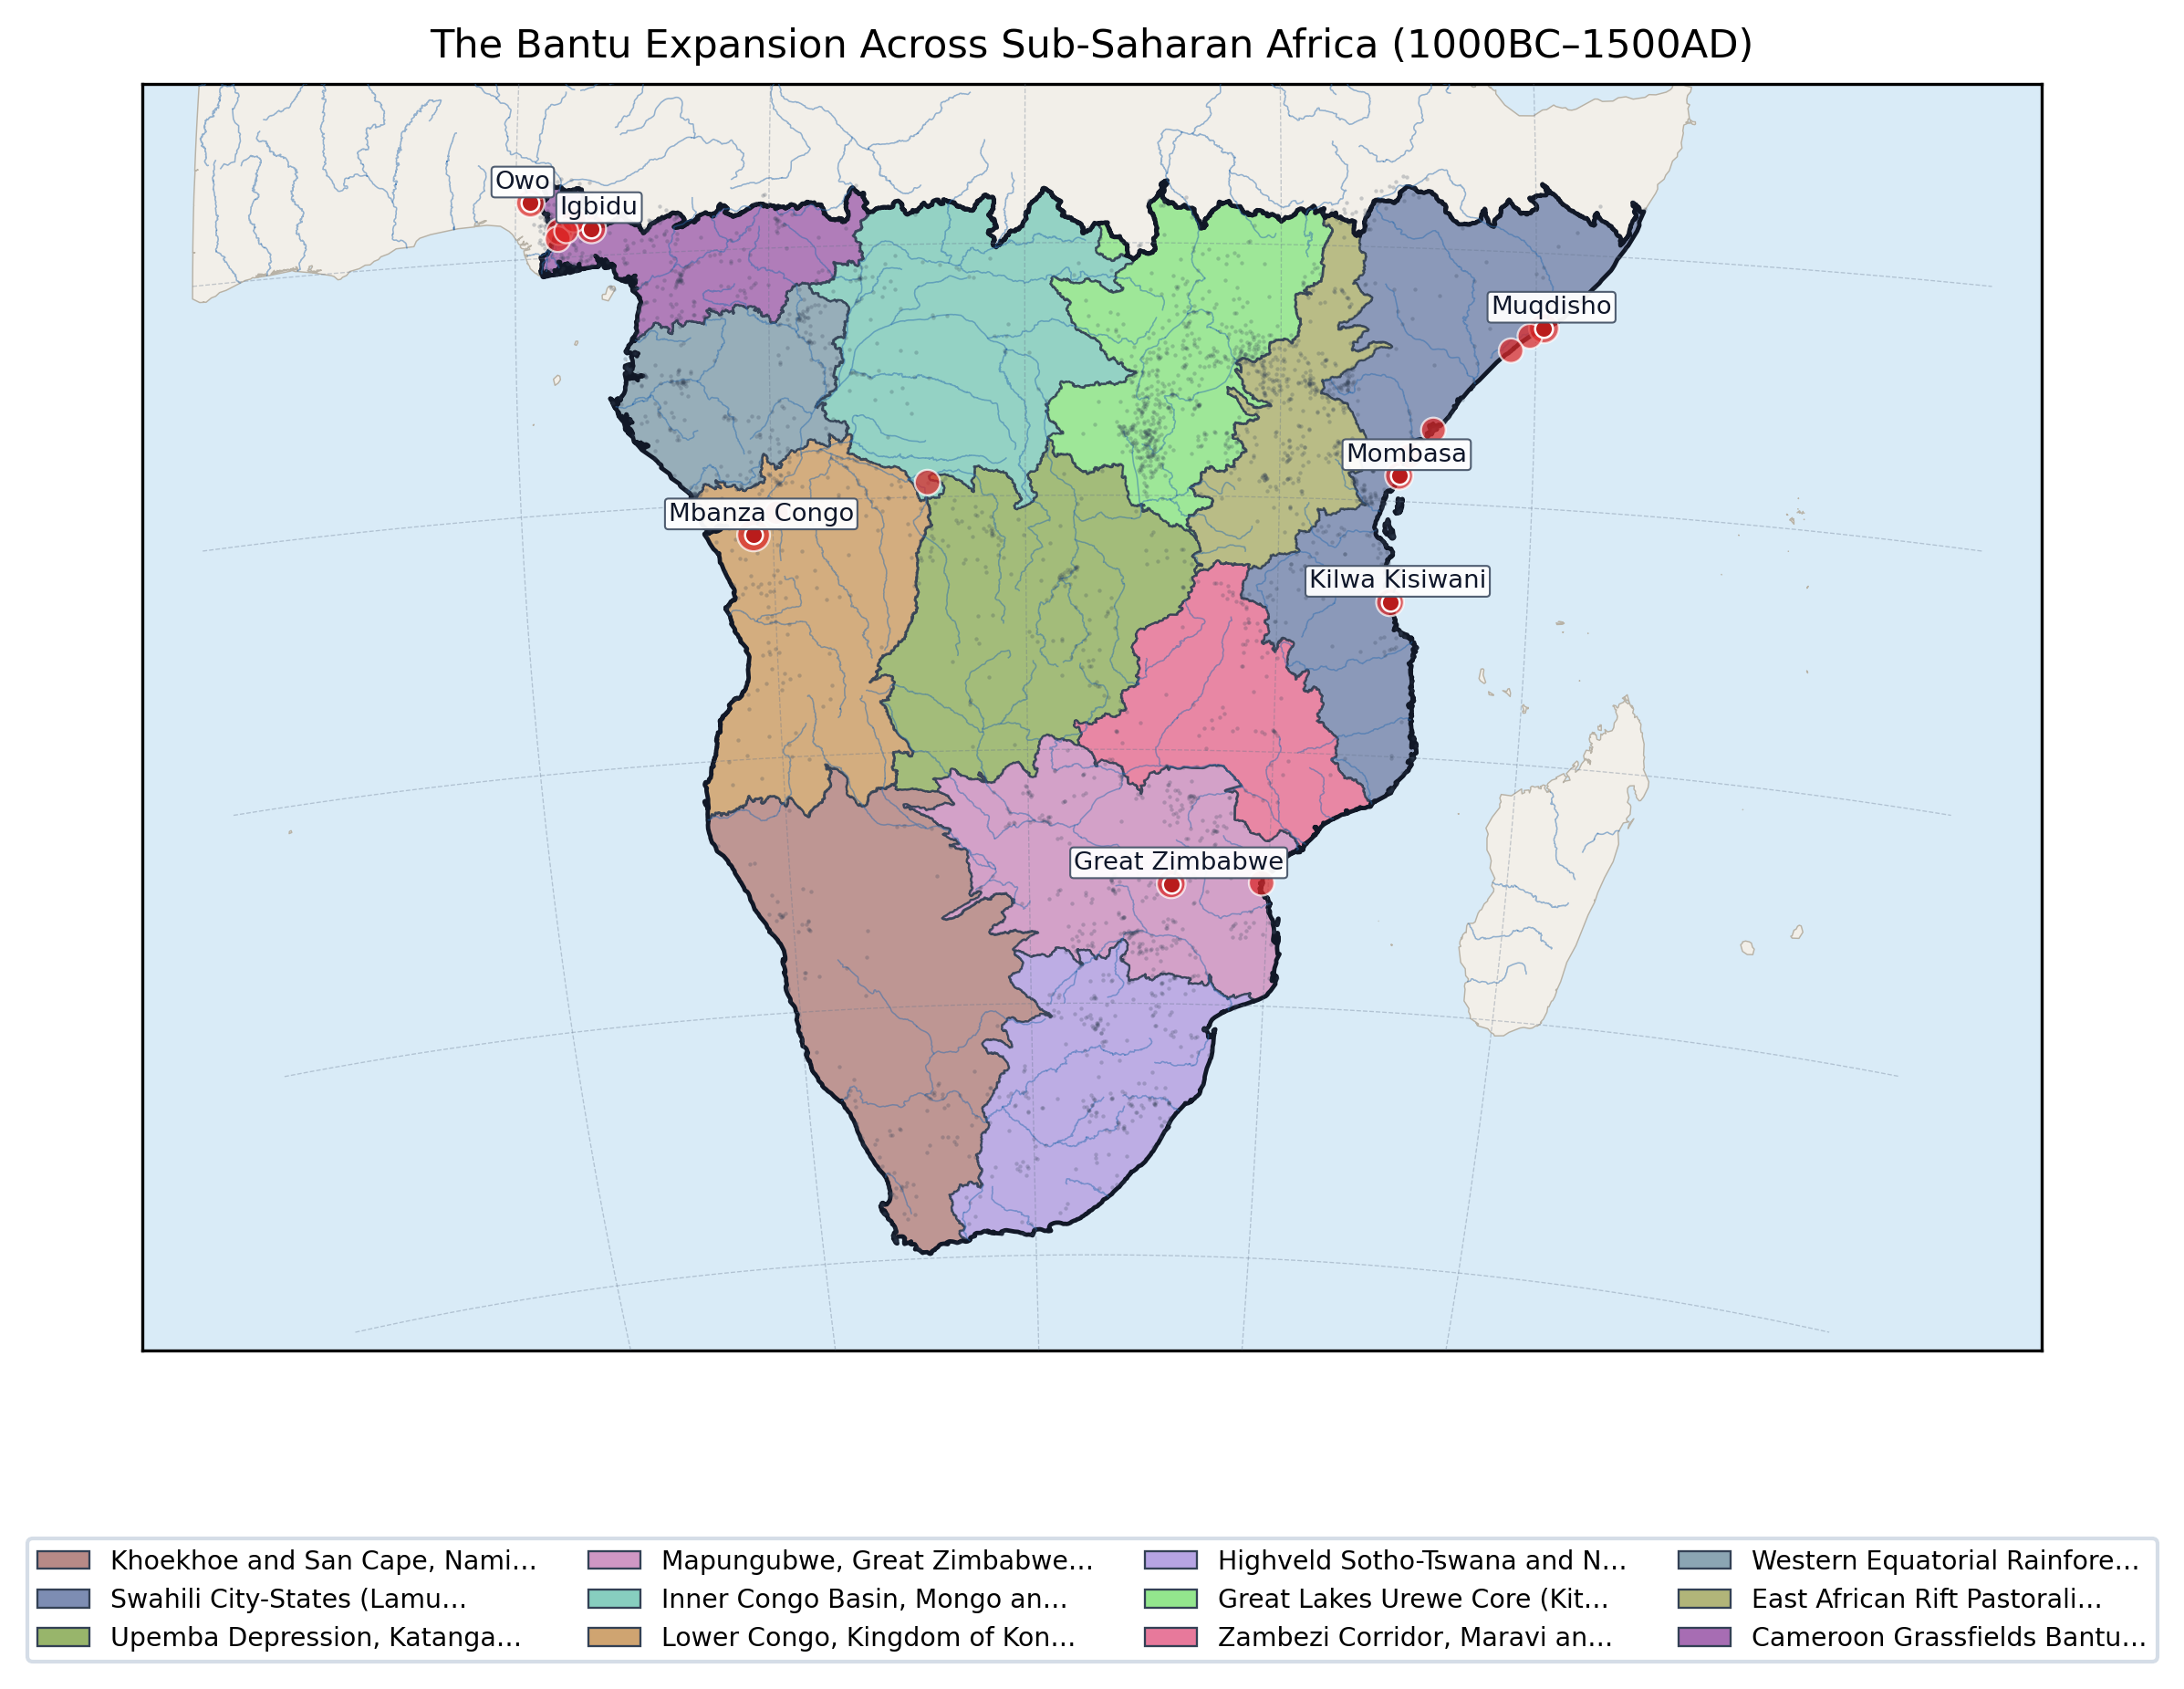 The Bantu Expansion Across Sub-Saharan Africa (1000BC–1500AD)
Owo
Igbidu
Muqdisho
Mombasa
Mbanza Congo
Kilwa Kisiwani
Great Zimbabwe
Khoekhoe and San Cape, Nami...
Swahili City-States (Lamu...
Upemba Depression, Katanga...
Mapungubwe, Great Zimbabwe...
Inner Congo Basin, Mongo an...
Lower Congo, Kingdom of Kon...
Highveld Sotho-Tswana and N...
Great Lakes Urewe Core (Kit...
Zambezi Corridor, Maravi an...
Western Equatorial Rainfore...
East African Rift Pastorali...
Cameroon Grassfields Bantu...